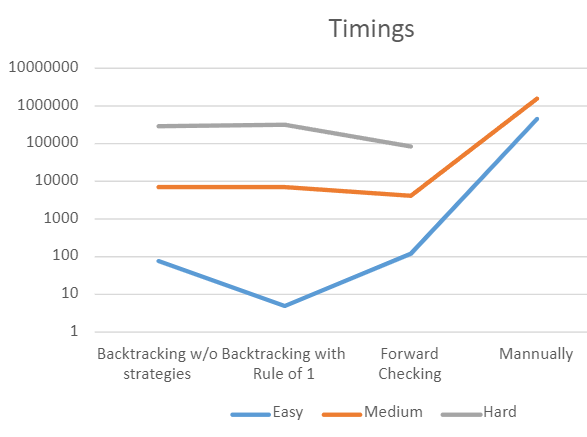 Timings
10000000
1000000
100000
10000
1000
100
10
1
Backtracking w/o strategies
Backtracking with Rule of 1
Forward Checking
Mannually
Easy Medium Hard